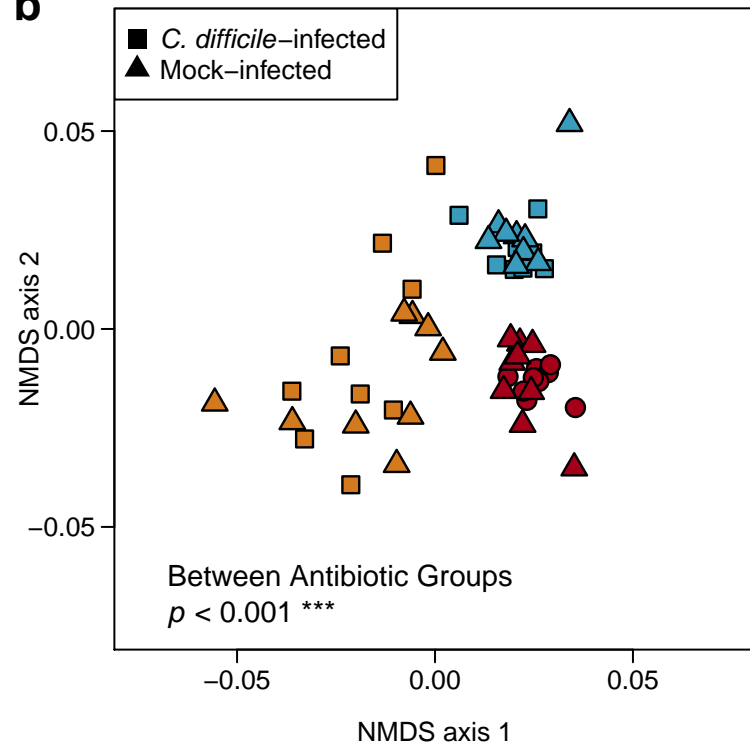 b
C. difficile−infected
Mock−infected
0.05
0.00
−0.05
NMDS axis 2
Between Antibiotic Groups
p < 0.001 ***
−0.05 0.00 0.05
NMDS axis 1